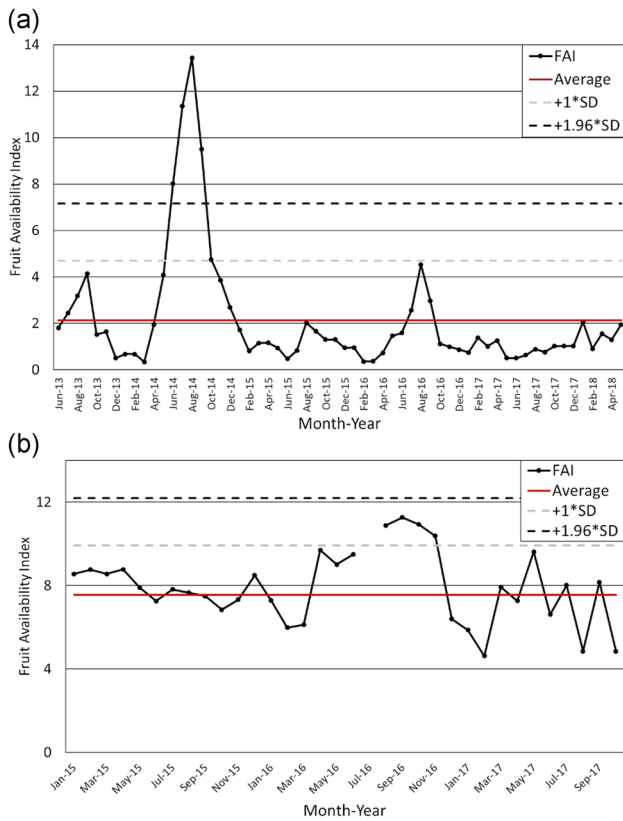 (a)
14
12
10
8
6
4
2
0
Fruit Availability Index
FAI
Average
+1*SD
+1.96*SD
Jun-13 Aug-13 Oct-13 Dec-13 Feb-14 Apr-14 Jun-14 Aug-14 Oct-14 Dec-14 Feb-15 Apr-15 Jun-15 Aug-15 Oct-15 Dec-15 Feb-16 Apr-16 Jun-16 Aug-16 Oct-16 Dec-16 Feb-17 Apr-17 Jun-17 Aug-17 Oct-17 Dec-17 Feb-18 Apr-18
Month-Year
(b)
12
8
4
0
Fruit Availability Index
FAI
Average
+1*SD
+1.96*SD
Jan-15 Mar-15 May-15 Jul-15 Sep-15 Nov-15 Jan-16 Mar-16 May-16 Jul-16 Sep-16 Nov-16 Jan-17 Mar-17 May-17 Jul-17 Sep-17
Month-Year